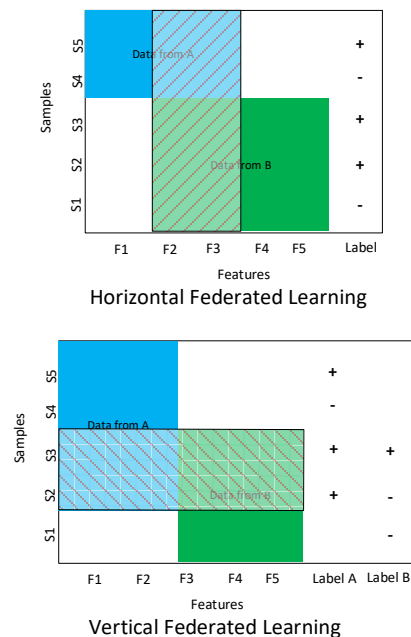 Samples
S5
Data from A
+
S4
-
S3
+
S2
Data from B
+
S1
-
F1 F2 F3 F4 F5 Label
Features
Horizontal Federated Learning
Samples
S5
+
S4
-
Data from A
S3
+ +
S2
Data from B
+ -
S1
-
F1 F2 F3 F4 F5 Label A Label B
Features
Vertical Federated Learning